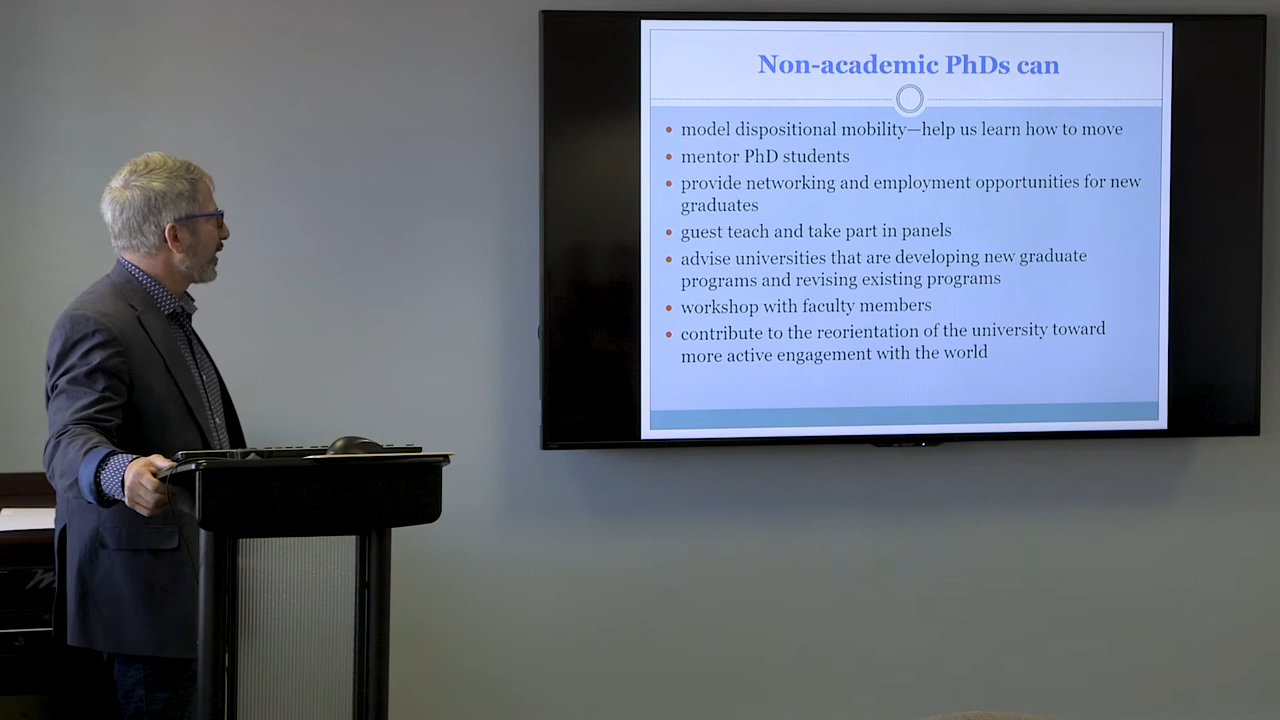 Non-academic PhDs can
model dispositional mobility—help us learn how to move
mentor PhD students
provide networking and employment opportunities for new
graduates
guest teach and take part in panels
advise universities that are developing new graduate
programs and revising existing programs
workshop with faculty members
contribute to the reorientation of the university toward
more active engagement with the world